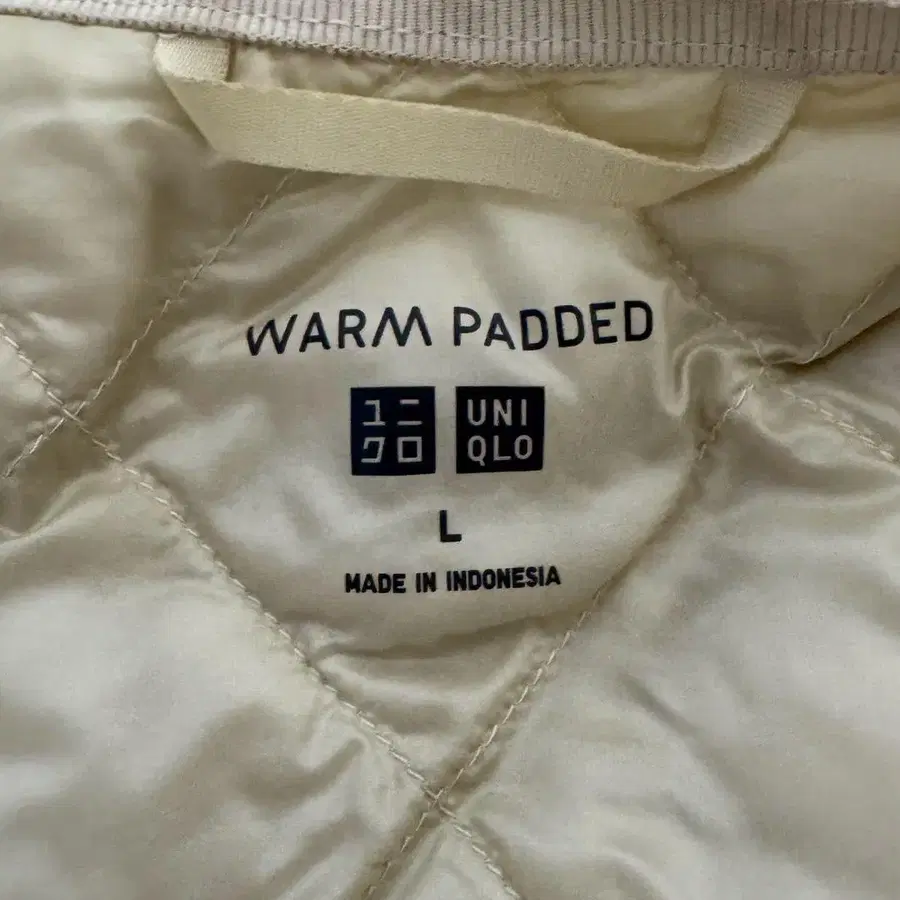 WARM PADDED
ユニ UNI
クロ QLO
L
MADE IN INDONESIA